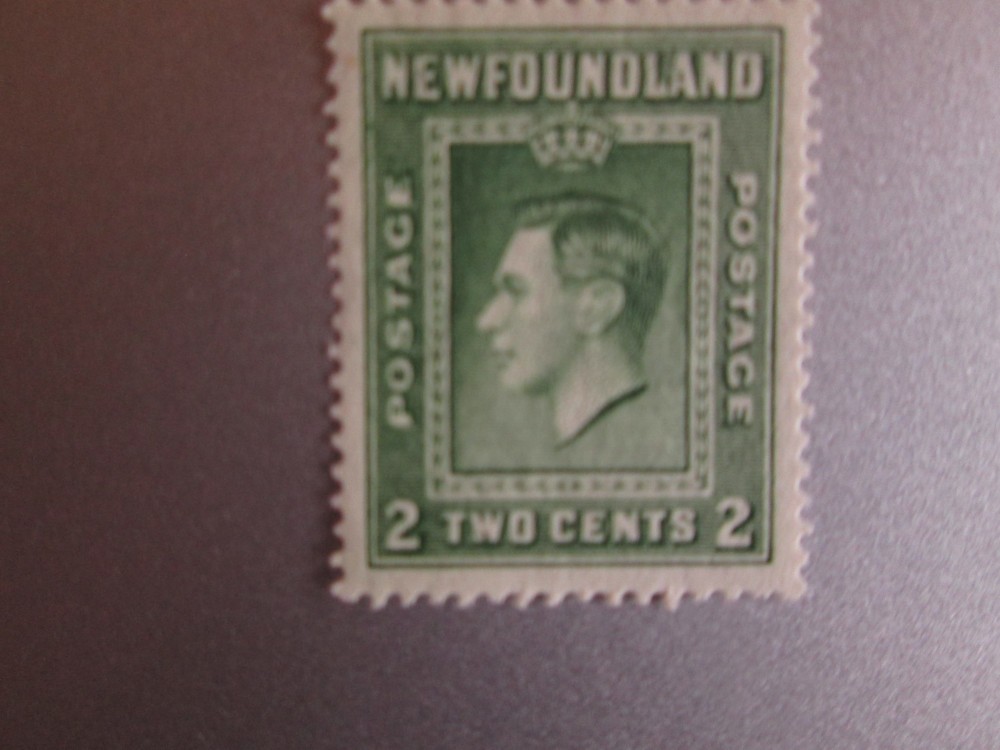 NEWFOUNDLAND
POSTAGE
POSTAGE
2 TWO CENTS 2